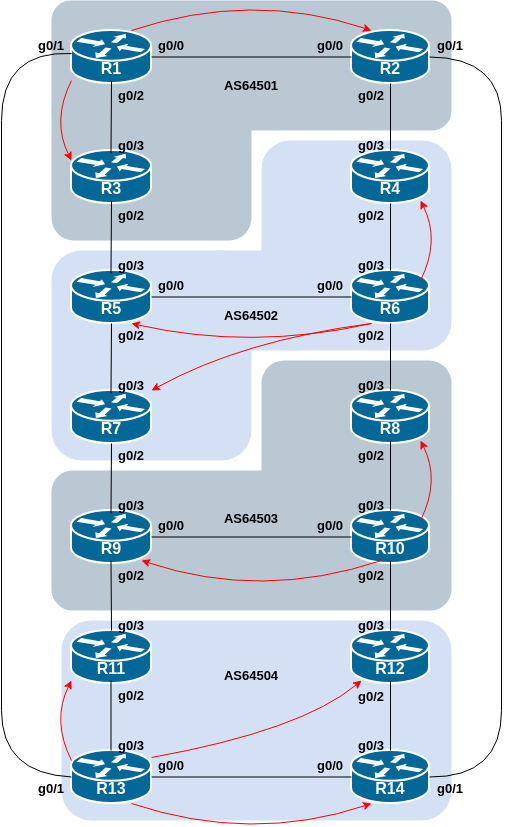 g0/1 g0/0 g0/0 g0/1
R1 R2
AS64501
g0/2 g0/2
g0/3 g0/3
R3 R4
g0/2 g0/2
g0/3 g0/3
g0/0 g0/0
R5 R6
AS64502
g0/2 g0/2
g0/3 g0/3
R7 R8
g0/2 g0/2
g0/3 g0/3
g0/0 AS64503 g0/0
R9 R10
g0/2 g0/2
g0/3 g0/3
R11 AS64504 R12
g0/2 g0/2
g0/3 g0/3
g0/0 g0/0
g0/1 R13 R14 g0/1